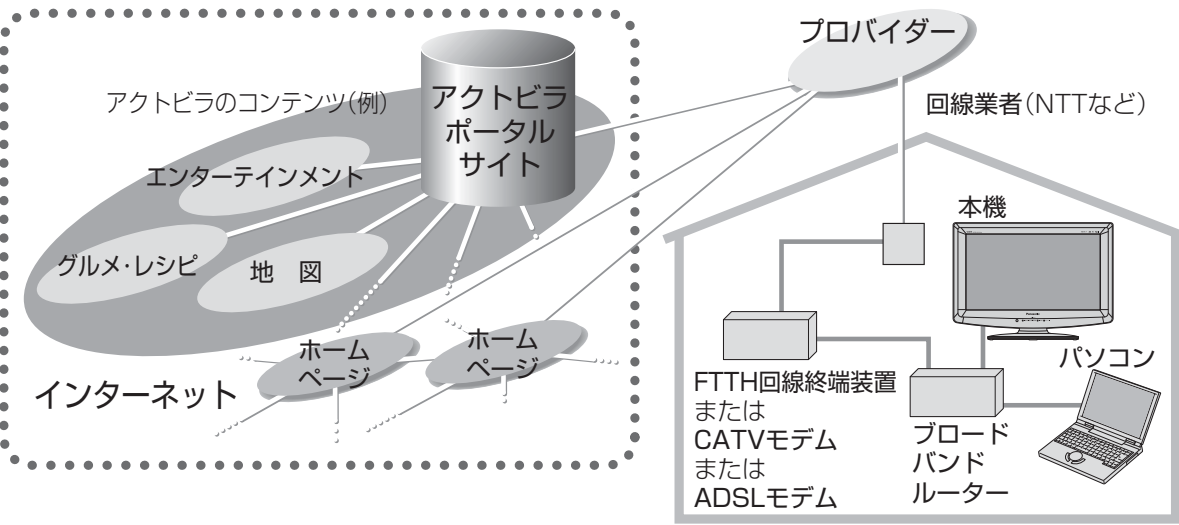 プロバイダー
アクトビラのコンテンツ(例)
アクトビラ
ポータル
サイト
回線業者(NTTなど)
エンターテインメント
本機
グルメ・レシピ
地 図
Panasonic
ホーム
ページ
ホーム
ページ
インターネット
パソコン
FTTH回線終端装置
または
CATVモデム
または
ADSLモデム
ブロード
バンド
ルーター